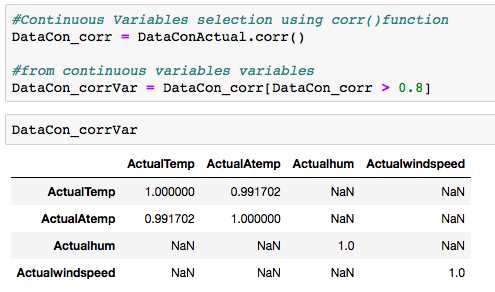 #Continuous Variables selection using corr()function
DataCon_corr = DataConActual.corr()
#from continuous variables variables
DataCon_corrVar = DataCon_corr[DataCon_corr > 0.8]
DataCon_corrVar
ActualTemp ActualAtemp Actualhum Actualwindspeed
ActualTemp 1.000000 0.991702 NaN NaN
ActualAtemp 0.991702 1.000000 NaN NaN
Actualhum NaN NaN 1.0 NaN
Actualwindspeed NaN NaN NaN 1.0